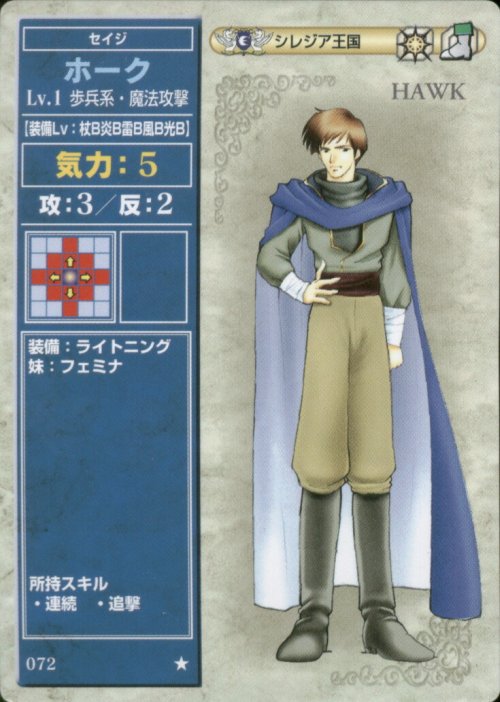 セイジ
ホーク
Lv.1 歩兵系・魔法攻撃
【装備Lv：杖B炎B雷B風B光B】
気力：5
攻：3／反：2
装備：ライトニング
妹：フェミナ
所持スキル
・連続 ・追撃
072 ★
シレジア王国
HAWK